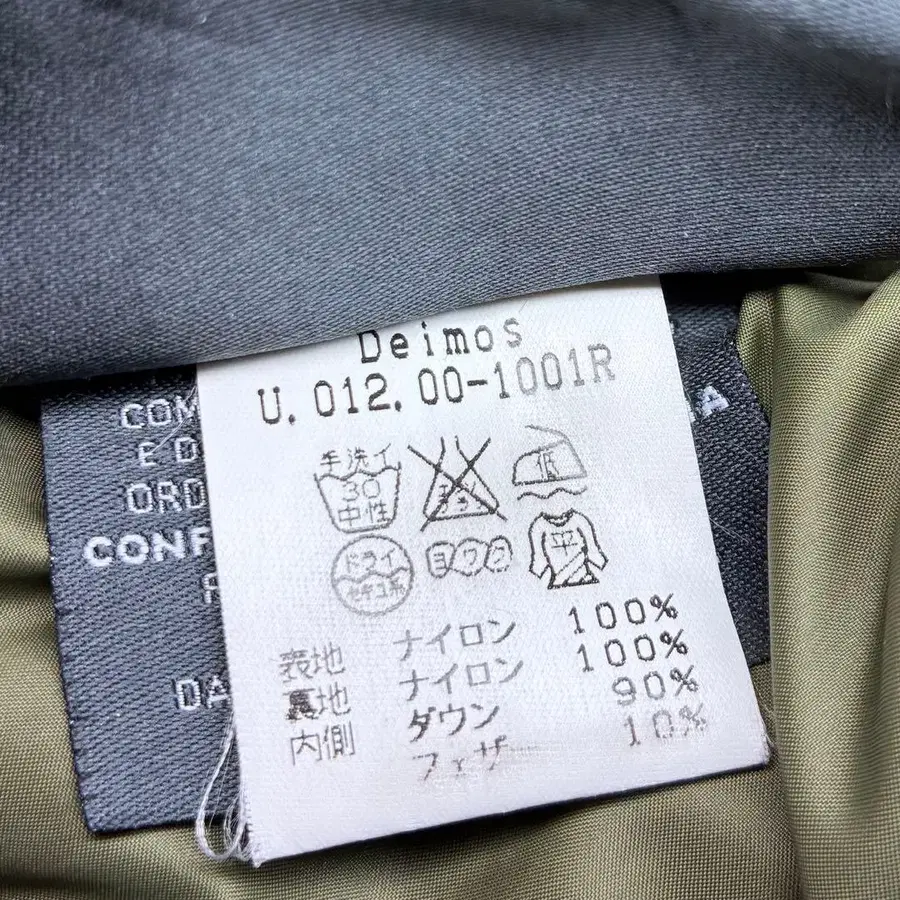 Deimos
U.012.00-1001R
手洗イ
30
中性
低
ドライ
セキユ系
ヨワク
平
表地 ナイロン 100%
裏地 ナイロン 100%
内側 ダウン 90%
フェザー 10%
COM
E D
ORD
CONF
DA
A